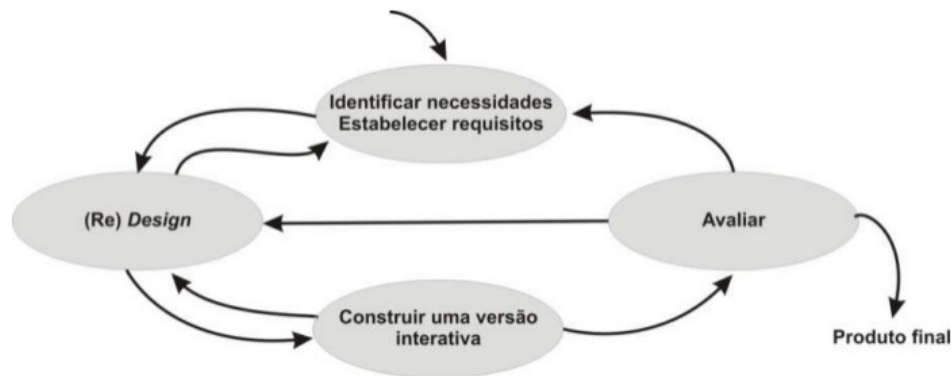 Identificar necessidades
Estabelecer requisitos
(Re) Design
Avaliar
Construir uma versão
interativa
Produto final